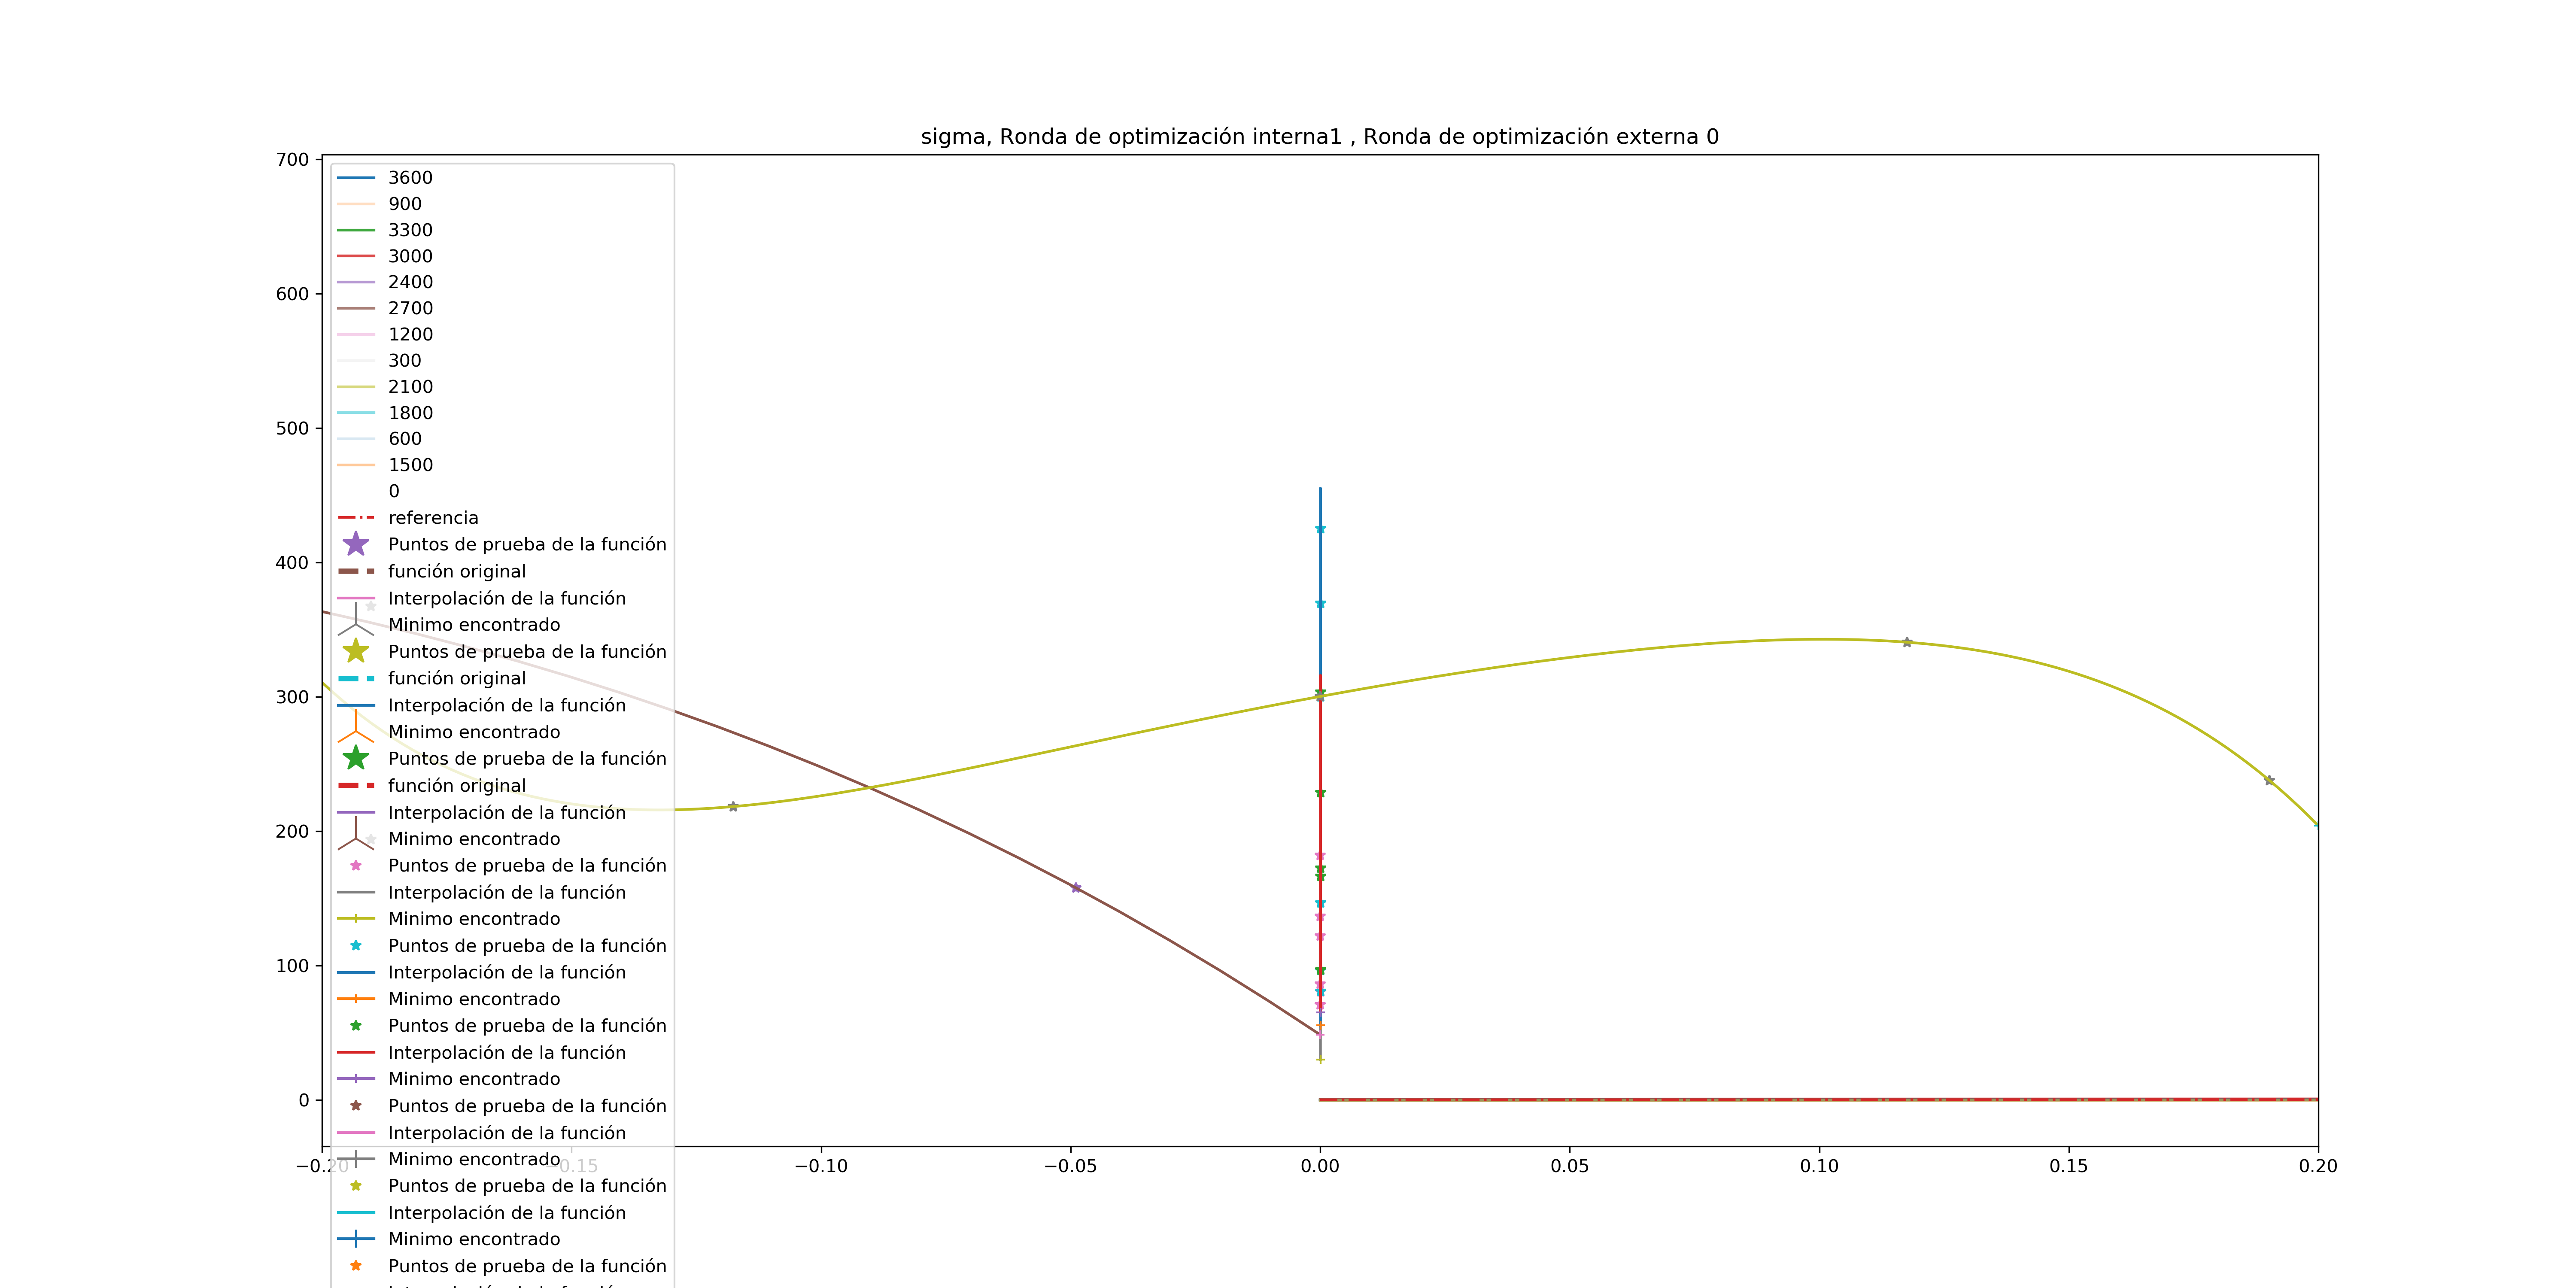 sigma, Ronda de optimización interna1 , Ronda de optimización externa 0
700
600
500
400
300
200
100
0
3600
900
3300
3000
2400
2700
1200
300
2100
1800
600
1500
0
referencia
Puntos de prueba de la función
función original
Interpolación de la función
Minimo encontrado
Puntos de prueba de la función
función original
Interpolación de la función
Minimo encontrado
Puntos de prueba de la función
función original
Interpolación de la función
Minimo encontrado
Puntos de prueba de la función
Interpolación de la función
Minimo encontrado
Puntos de prueba de la función
Interpolación de la función
Minimo encontrado
Puntos de prueba de la función
Interpolación de la función
Minimo encontrado
Puntos de prueba de la función
Interpolación de la función
Minimo encontrado
Puntos de prueba de la función
Interpolación de la función
Minimo encontrado
Puntos de prueba de la función
−0.20 −0.15 −0.10 −0.05 0.00 0.05 0.10 0.15 0.20